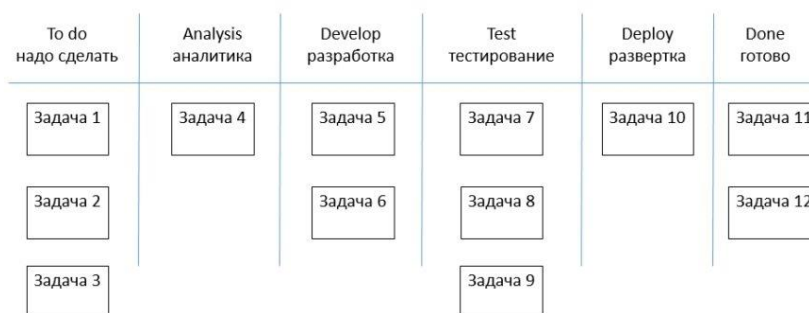 To do
надо сделать
Analysis
аналитика
Develop
разработка
Test
тестирование
Deploy
развертка
Done
готово
Задача 1
Задача 4
Задача 5
Задача 7
Задача 10
Задача 11
Задача 2
Задача 6
Задача 8
Задача 12
Задача 3
Задача 9